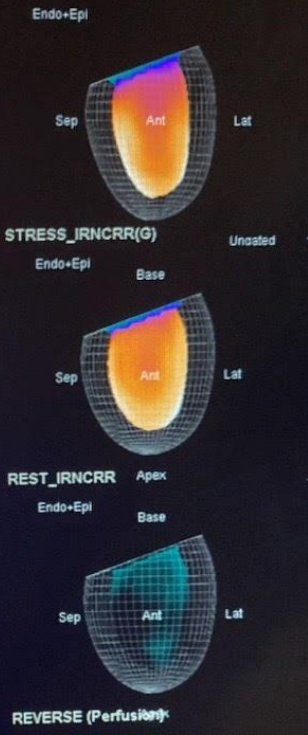 Endo+Epi
Sep Ant Lat
STRESS_IRNCRR(G)
Ungated
Endo+Epi
Base
Sep Ant Lat
REST_IRNCRR Apex
Endo+Epi
Base
Sep Ant Lat
REVERSE (Perfusion)